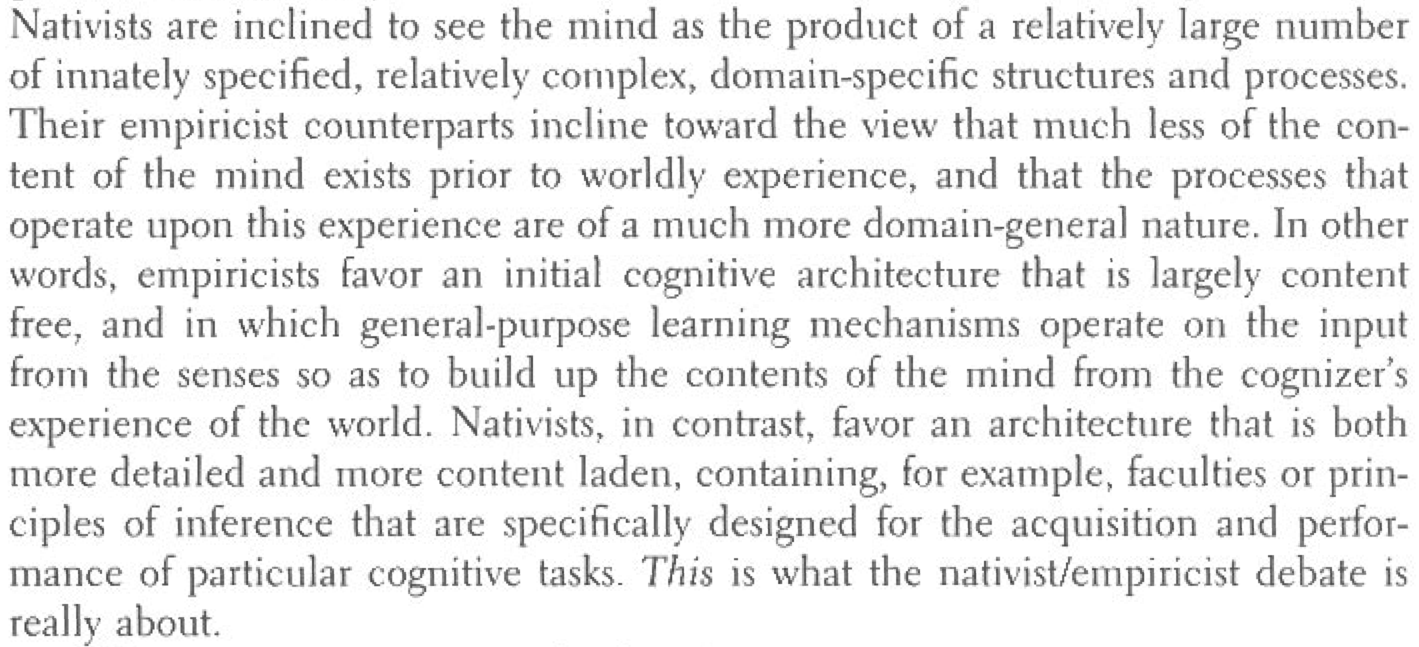 Nativists are inclined to see the mind as the product of a relatively large number
of innately specified, relatively complex, domain-specific structures and processes.
Their empiricist counterparts incline toward the view that much less of the con-
tent of the mind exists prior to worldly experience, and that the processes that
operate upon this experience are of a much more domain-general nature. In other
words, empiricists favor an initial cognitive architecture that is largely content
free, and in which general-purpose learning mechanisms operate on the input
from the senses so as to build up the contents of the mind from the cognizer's
experience of the world. Nativists, in contrast, favor an architecture that is both
more detailed and more content laden, containing, for example, faculties or prin-
ciples of inference that are specifically designed for the acquisition and perfor-
mance of particular cognitive tasks. This is what the nativist/empiricist debate is
really about.